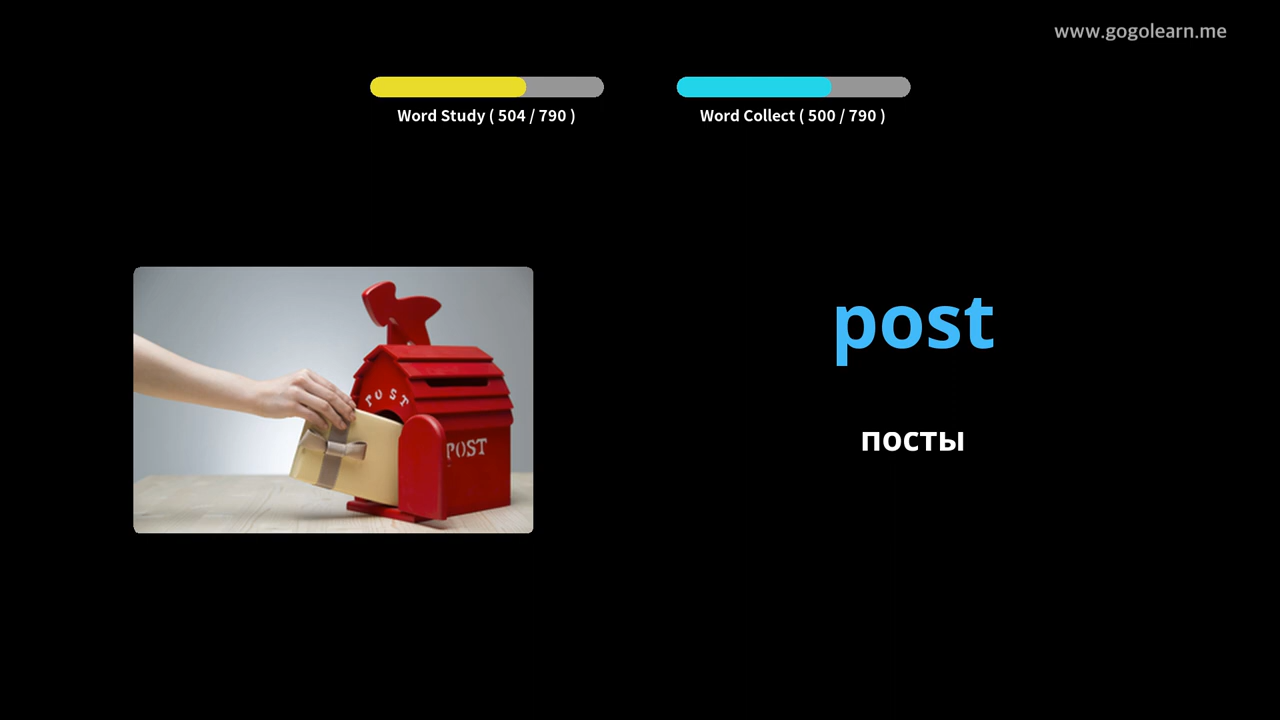 www.gogolearn.me
Word Study ( 504 / 790 )
Word Collect ( 500 / 790 )
POST
POST
post
посты